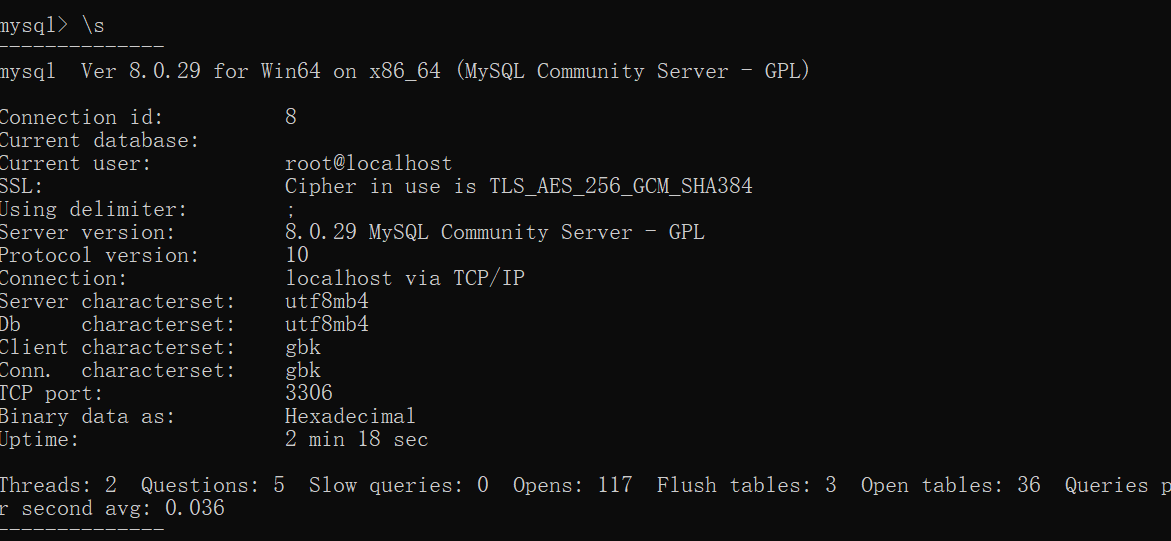 mysql> \s
--------------
mysql  Ver 8.0.29 for Win64 on x86_64 (MySQL Community Server - GPL)
Connection id:          8
Current database:
Current user:           root@localhost
SSL:                    Cipher in use is TLS_AES_256_GCM_SHA384
Using delimiter:        ;
Server version:         8.0.29 MySQL Community Server - GPL
Protocol version:       10
Connection:             localhost via TCP/IP
Server characterset:    utf8mb4
Db     characterset:    utf8mb4
Client characterset:    gbk
Conn.  characterset:    gbk
TCP port:               3306
Binary data as:         Hexadecimal
Uptime:                 2 min 18 sec
Threads: 2  Questions: 5  Slow queries: 0  Opens: 117  Flush tables: 3  Open tables: 36  Queries p
r second avg: 0.036
--------------